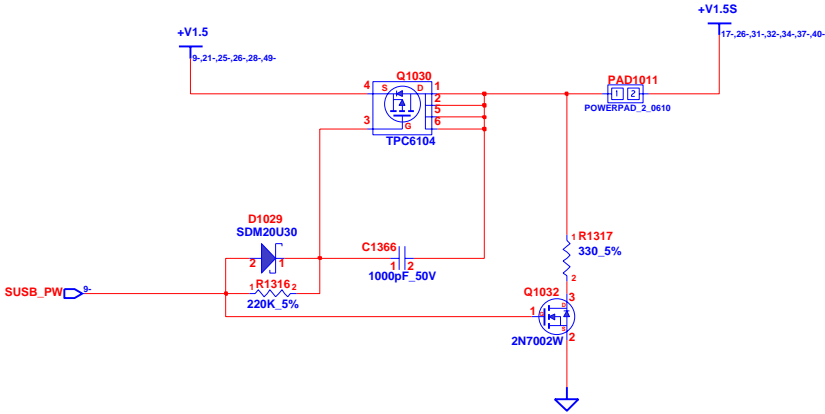 +V1.5S
17-,26-,31-,32-,34-,37-,40-
+V1.5
9-,21-,25-,26-,28-,49-
Q1030
PAD1011
4 S D 1
2
1 2
5
POWERPAD_2_0610
3 G 6
TPC6104
D1029
SDM20U30
C1366
1 R1317
330_5%
2 1
1 2
1000pF_50V
2
1 R1316 2
220K_5%
SUSB_PW 9-
Q1032
3
D
1 G
S
2
2N7002W